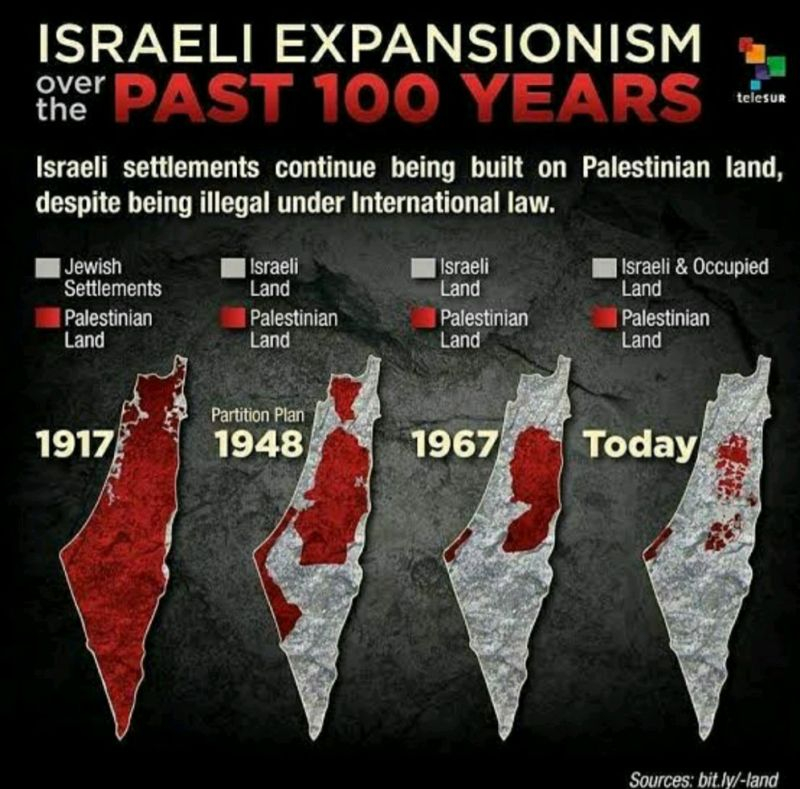 ISRAELI EXPANSIONISM
over the PAST 100 YEARS
teleSUR
Israeli settlements continue being built on Palestinian land,
despite being illegal under International law.
Jewish
Settlements
Palestinian
Land
Israeli
Land
Palestinian
Land
Israeli
Land
Palestinian
Land
Israeli & Occupied
Land
Palestinian
Land
1917
Partition Plan
1948
1967
Today
Sources: bit.ly/-land